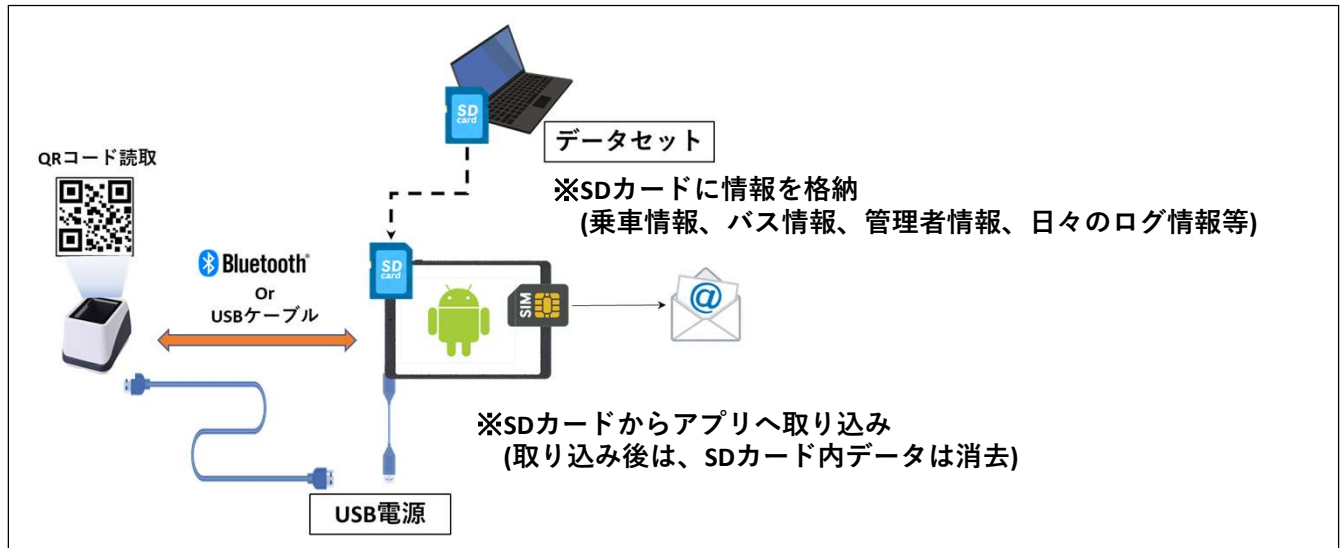 SD
card
データセット
QRコード読取
※SDカードに情報を格納
(乗車情報、バス情報、管理者情報、日々のログ情報等)
Bluetooth®
Or
USBケーブル
SD
card
SIM
@
※SDカードからアプリへ取り込み
(取り込み後は、SDカード内データは消去)
USB電源